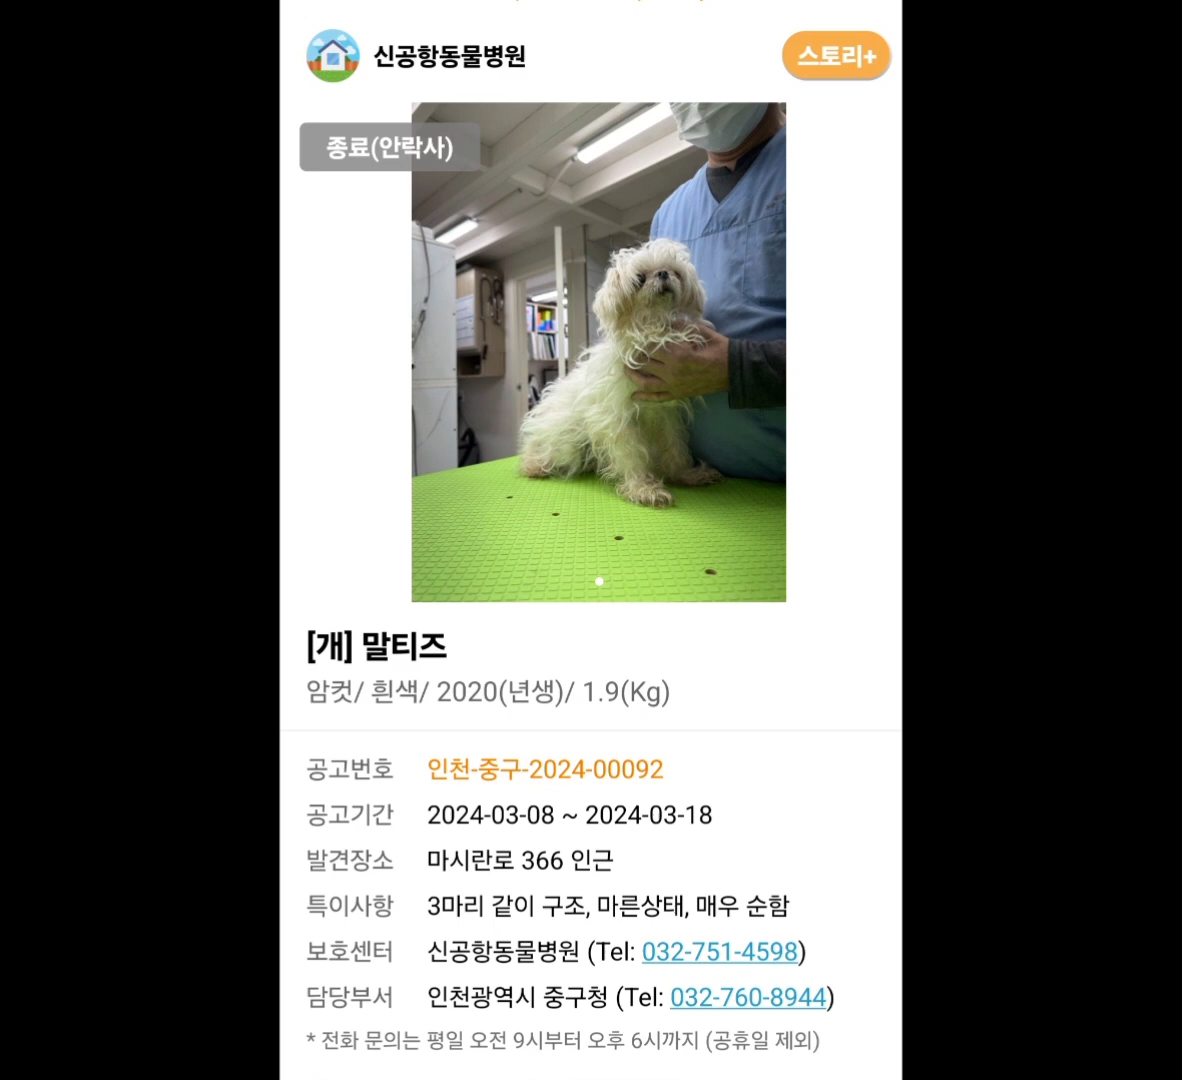 신공항동물병원
스토리+
종료(안락사)
[개] 말티즈
암컷/ 흰색/ 2020(년생)/ 1.9(Kg)
공고번호 인천-중구-2024-00092
공고기간 2024-03-08 ~ 2024-03-18
발견장소 마시란로 366 인근
특이사항 3마리 같이 구조, 마른상태, 매우 순함
보호센터 신공항동물병원 (Tel: 032-751-4598)
담당부서 인천광역시 중구청 (Tel: 032-760-8944)
* 전화 문의는 평일 오전 9시부터 오후 6시까지 (공휴일 제외)